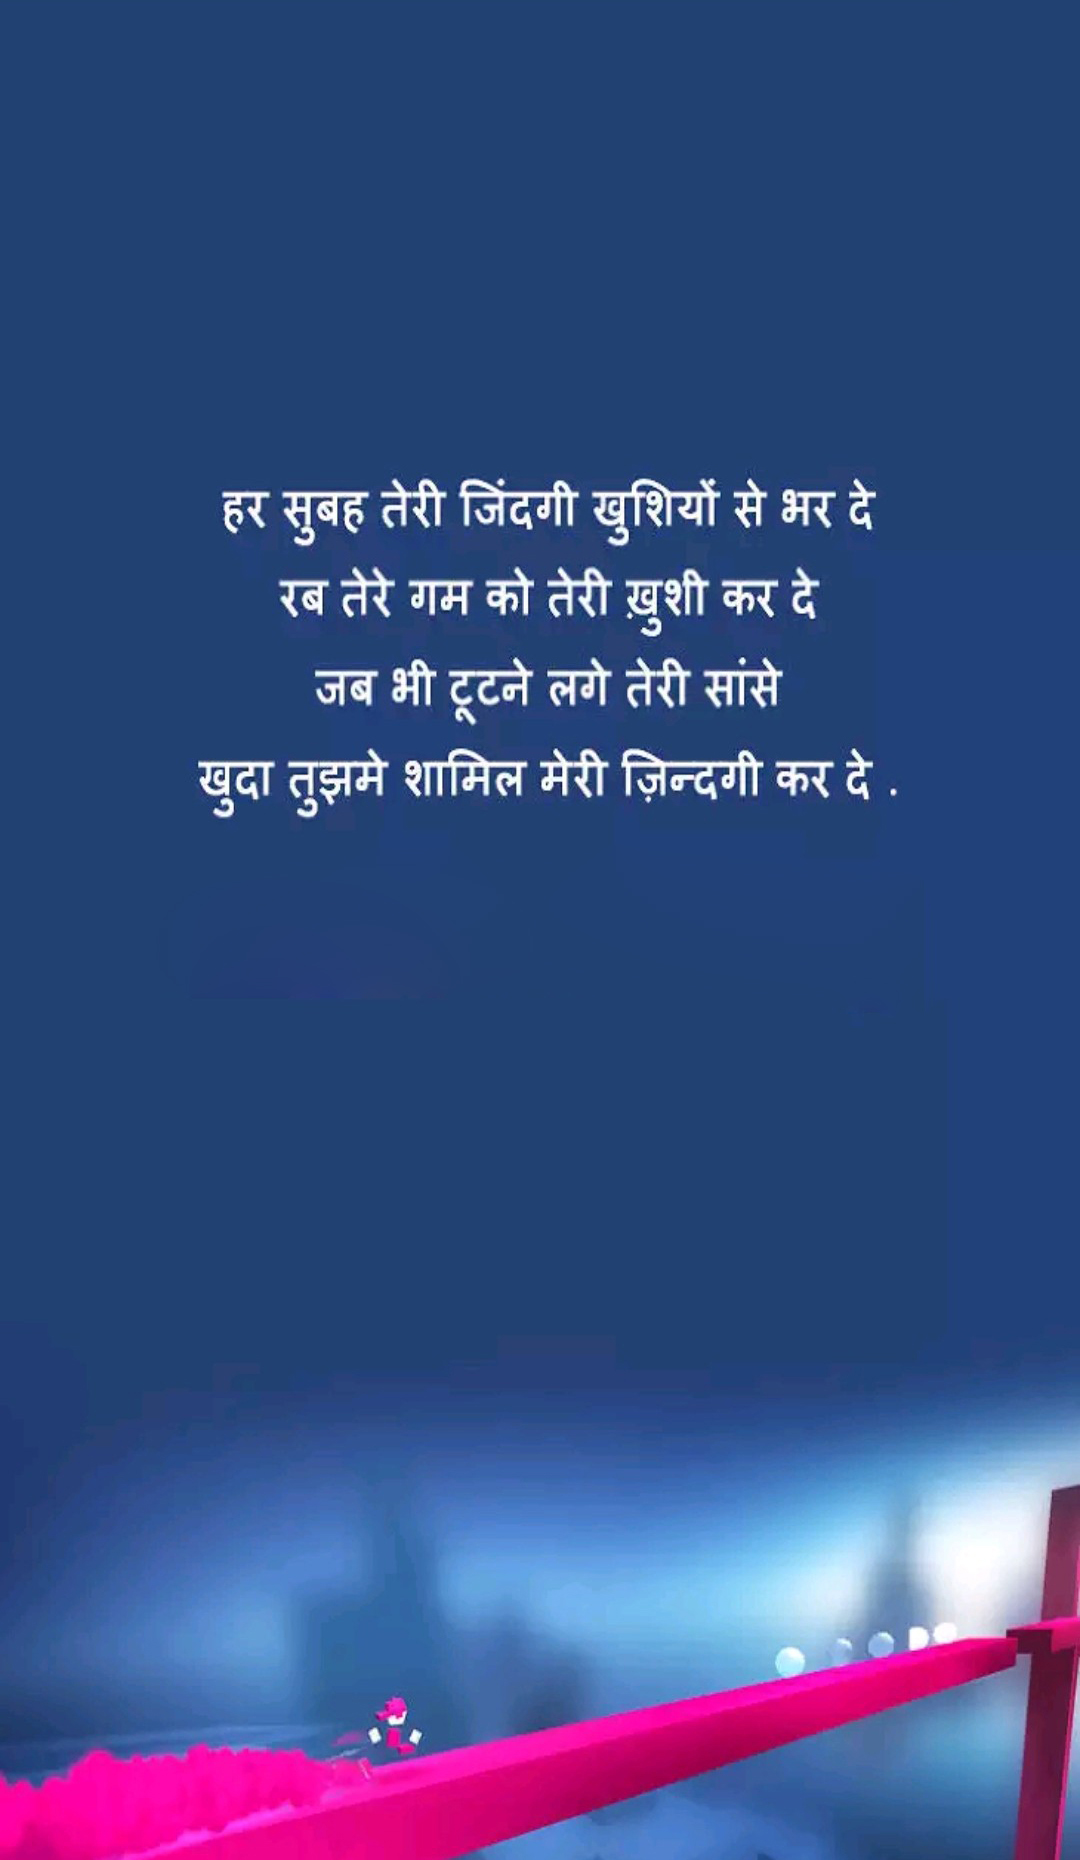 हर सुबह तेरी जिंदगी खुशियों से भर दे
रब तेरे गम को तेरी ख़ुशी कर दे
जब भी टूटने लगे तेरी सांसे
खुदा तुझमे शामिल मेरी ज़िन्दगी कर दे .